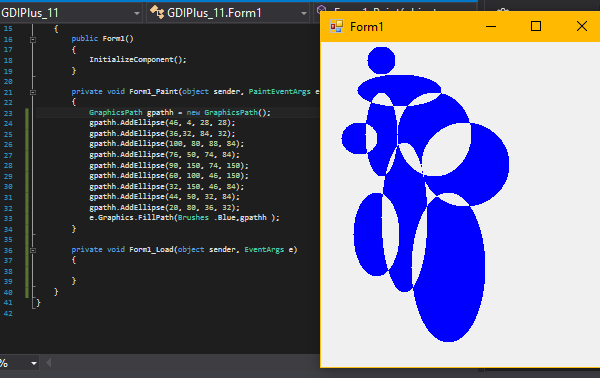 GDIPlus_11
GDIPlus_11.Form1
Form1
15 {
16 public Form1()
17 {
18 InitializeComponent();
19 }
20
21 private void Form1_Paint(object sender, PaintEventArgs e
22 {
23 GraphicsPath gpathh = new GraphicsPath();
24 gpathh.AddEllipse(46, 4, 28, 28);
25 gpathh.AddEllipse(36,32, 84, 32);
26 gpathh.AddEllipse(100, 80, 88, 84);
27 gpathh.AddEllipse(76, 50, 74, 84);
28 gpathh.AddEllipse(90, 150, 74, 150);
29 gpathh.AddEllipse(60, 100, 46, 150);
30 gpathh.AddEllipse(32, 146, 46, 84);
31 gpathh.AddEllipse(44, 50, 32, 84);
32 gpathh.AddEllipse(20, 80, 36, 32);
33 e.Graphics.FillPath(Brushes .Blue,gpathh );
34 }
35
36 private void Form1_Load(object sender, EventArgs e)
37 {
38
39 }
40 }
41 }
42
%